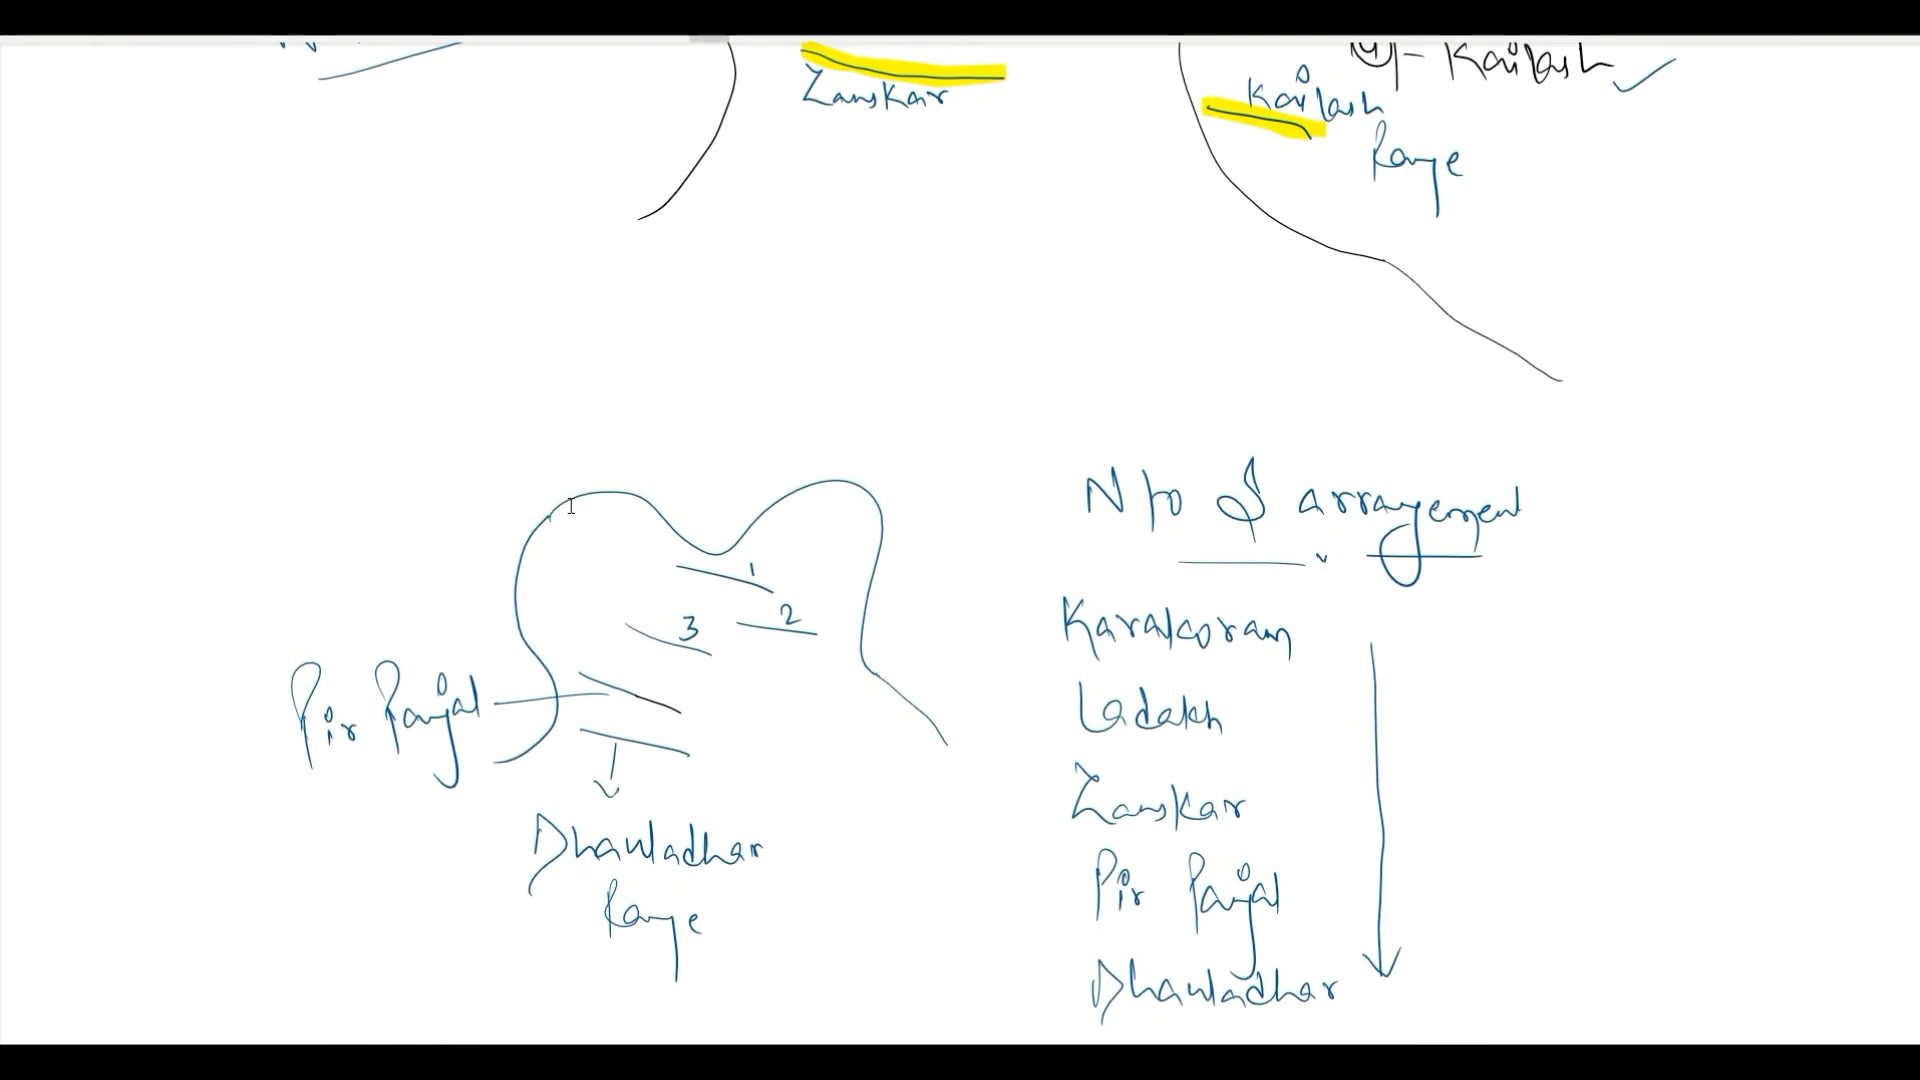 ④ - Kailash
Zanskar
Kailash
Range
N to S arrangement
1
2
3
Karakoram
Ladakh
Zanskar
Pir Panjal
Dhauladhar
Pir Panjal
Dhauladhar
Range